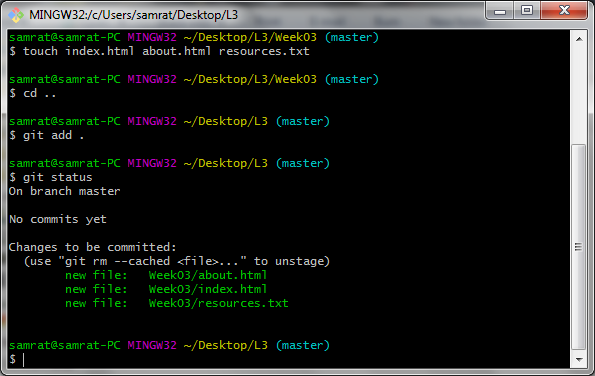 MINGW32:/c/Users/samrat/Desktop/L3
samrat@samrat-PC MINGW32 ~/Desktop/L3/Week03 (master)
$ touch index.html about.html resources.txt
samrat@samrat-PC MINGW32 ~/Desktop/L3/Week03 (master)
$ cd ..
samrat@samrat-PC MINGW32 ~/Desktop/L3 (master)
$ git add .
samrat@samrat-PC MINGW32 ~/Desktop/L3 (master)
$ git status
On branch master
No commits yet
Changes to be committed:
  (use "git rm --cached <file>..." to unstage)
        new file:   Week03/about.html
        new file:   Week03/index.html
        new file:   Week03/resources.txt
samrat@samrat-PC MINGW32 ~/Desktop/L3 (master)
$